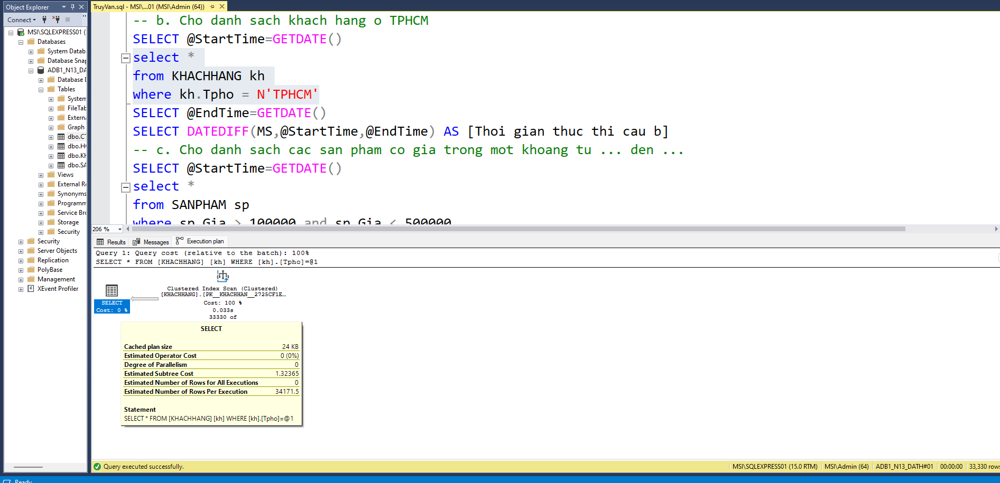 Object Explorer
Connect
MSI\SQLEXPRESS01 (
Databases
System Datab
Database Snap
ADB1_N13_DA
Database D
Tables
System
FileTab
Externa
Graph
dbo.CT
dbo.H
dbo.KH
dbo.SA
Views
External Re
Synonyms
Programm
Service Bro
Storage
Security
Security
Server Objects
Replication
PolyBase
Management
XEvent Profiler
TruyVan.sql - MSI\...01 (MSI\Admin (64))
-- b. Cho danh sach khach hang o TPHCM
SELECT @StartTime=GETDATE()
select *
from KHACHHANG kh
where kh.Tpho = N'TPHCM'
SELECT @EndTime=GETDATE()
SELECT DATEDIFF(MS,@StartTime,@EndTime) AS [Thoi gian thuc thi cau b]
-- c. Cho danh sach cac san pham co gia trong mot khoang tu ... den ...
SELECT @StartTime=GETDATE()
select *
from SANPHAM sp
where sp.Gia > 100000 and sp.Gia < 500000
206 %
Results
Messages
Execution plan
Query 1: Query cost (relative to the batch): 100%
SELECT * FROM [KHACHHANG] [kh] WHERE [kh].[Tpho]=@1
SELECT
Cost: 0 %
Clustered Index Scan (Clustered)
[KHACHHANG].[PK__KHACHHAN__2725CF1E…
Cost: 100 %
0.033s
33330 of
SELECT
Cached plan size 24 KB
Estimated Operator Cost 0 (0%)
Degree of Parallelism 0
Estimated Subtree Cost 1.32365
Estimated Number of Rows for All Executions 0
Estimated Number of Rows Per Execution 34171.5
Statement
SELECT * FROM [KHACHHANG] [kh] WHERE [kh].[Tpho]=@1
Query executed successfully.
MSI\SQLEXPRESS01 (15.0 RTM)
MSI\Admin (64)
ADB1_N13_DATH#01
00:00:00
33,330 rows
Ready